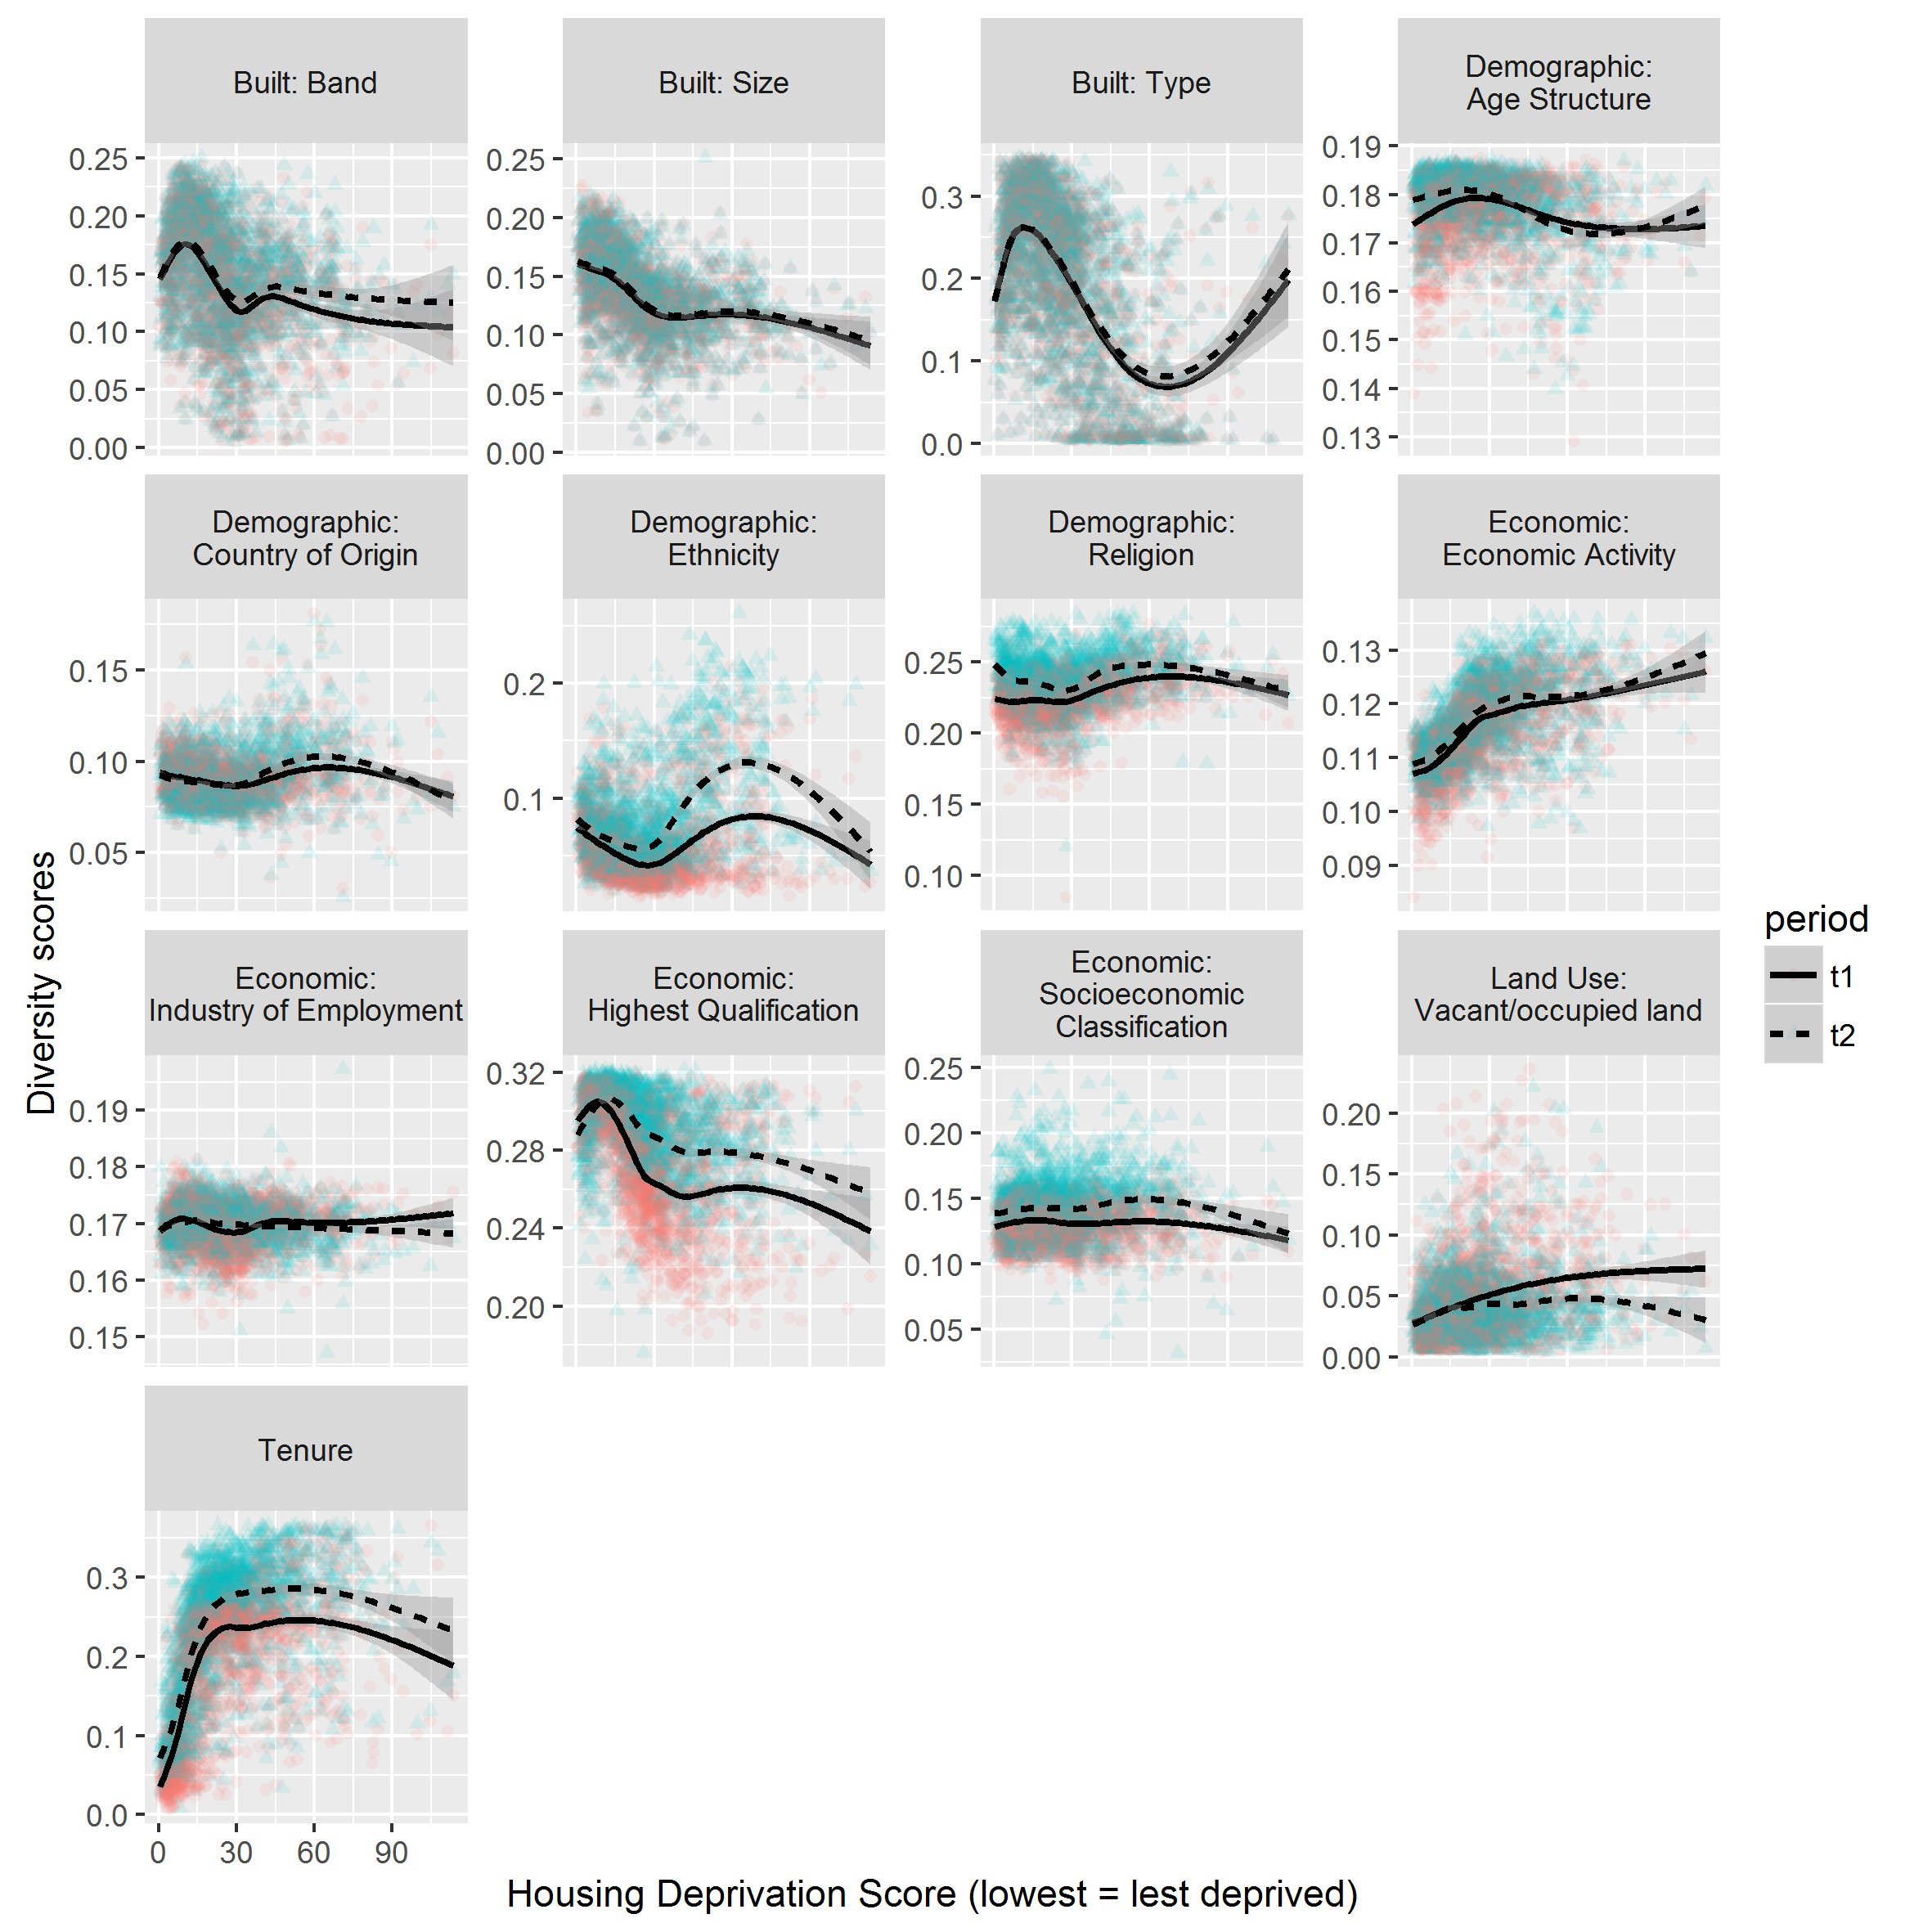 Built: Band
Built: Size
Built: Type
Demographic:
Age Structure
0.25
0.20
0.15
0.10
0.05
0.00
0.25
0.20
0.15
0.10
0.05
0.00
0.3
0.2
0.1
0.0
0.19
0.18
0.17
0.16
0.15
0.14
0.13
Demographic:
Country of Origin
Demographic:
Ethnicity
Demographic:
Religion
Economic:
Economic Activity
0.15
0.10
0.05
0.2
0.1
0.25
0.20
0.15
0.10
0.13
0.12
0.11
0.10
0.09
Economic:
Industry of Employment
Economic:
Highest Qualification
Economic:
Socioeconomic
Classification
Land Use:
Vacant/occupied land
0.19
0.18
0.17
0.16
0.15
0.32
0.28
0.24
0.20
0.25
0.20
0.15
0.10
0.05
0.20
0.15
0.10
0.05
0.00
Tenure
0.3
0.2
0.1
0.0
0
30
60
90
Diversity scores
Housing Deprivation Score (lowest = lest deprived)
period
t1
t2